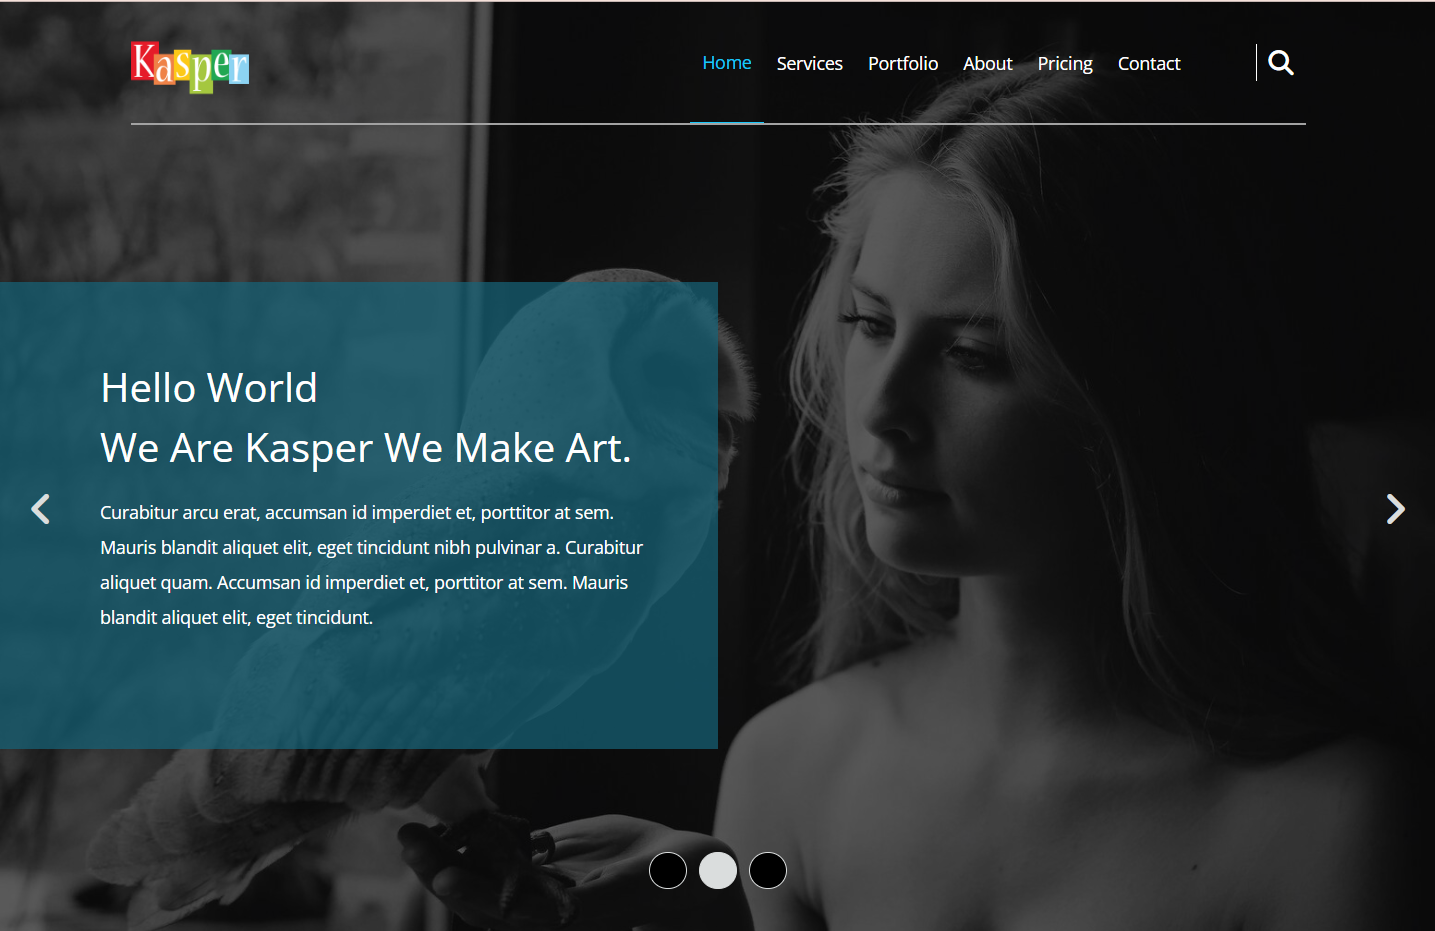 Kasper
Home Services Portfolio About Pricing Contact
Hello World
We Are Kasper We Make Art.
Curabitur arcu erat, accumsan id imperdiet et, porttitor at sem.
Mauris blandit aliquet elit, eget tincidunt nibh pulvinar a. Curabitur
aliquet quam. Accumsan id imperdiet et, porttitor at sem. Mauris
blandit aliquet elit, eget tincidunt.